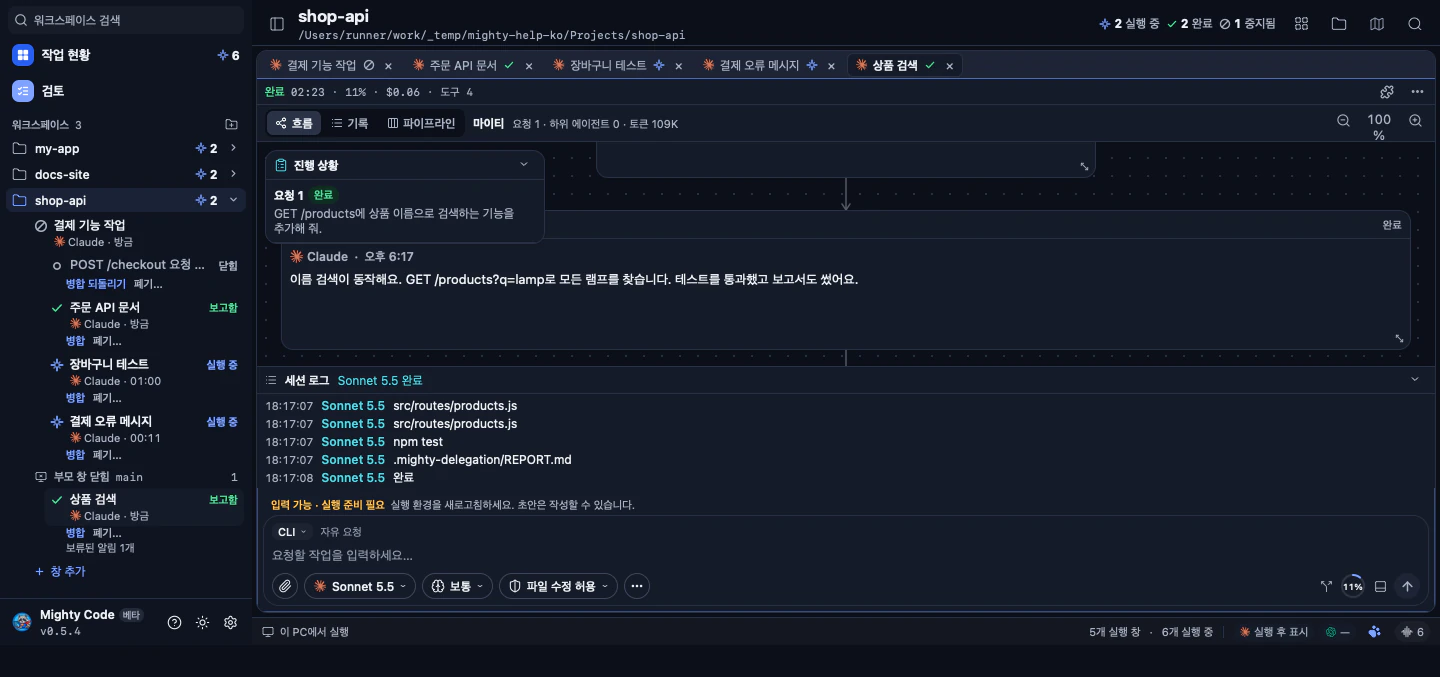 워크스페이스 검색
작업 현황 6
검토
워크스페이스 3
my-app 2
docs-site 2
shop-api 2
결제 기능 작업
Claude · 방금
POST /checkout 요청 ... 닫힘
병합 되돌리기 폐기...
주문 API 문서 보고함
Claude · 방금
병합 폐기...
장바구니 테스트 실행 중
Claude · 01:00
병합 폐기...
결제 오류 메시지 실행 중
Claude · 00:11
병합 폐기...
부모 창 닫힘 main 1
상품 검색 보고함
Claude · 방금
병합 폐기...
보류된 알림 1개
+ 창 추가
Mighty Code 베타
v0.5.4
shop-api
/Users/runner/work/_temp/mighty-help-ko/Projects/shop-api
2 실행 중 2 완료 1 중지됨
결제 기능 작업 주문 API 문서 장바구니 테스트 결제 오류 메시지 상품 검색
완료 02:23 · 11% · $0.06 · 도구 4
흐름 기록 파이프라인 마이티 요청 1 · 하위 에이전트 0 · 토큰 109K
100
%
진행 상황
요청 1 완료
GET /products에 상품 이름으로 검색하는 기능을
추가해 줘.
완료
Claude · 오후 6:17
이름 검색이 동작해요. GET /products?q=lamp로 모든 램프를 찾습니다. 테스트를 통과했고 보고서도 썼어요.
세션 로그 Sonnet 5.5 완료
18:17:07 Sonnet 5.5 src/routes/products.js
18:17:07 Sonnet 5.5 src/routes/products.js
18:17:07 Sonnet 5.5 npm test
18:17:07 Sonnet 5.5 .mighty-delegation/REPORT.md
18:17:08 Sonnet 5.5 완료
입력 가능 · 실행 준비 필요 실행 환경을 새로고침하세요. 초안은 작성할 수 있습니다.
CLI 자유 요청
요청할 작업을 입력하세요...
Sonnet 5.5 보통 파일 수정 허용
11%
이 PC에서 실행
5개 실행 창 · 6개 실행 중 실행 후 표시 — 6